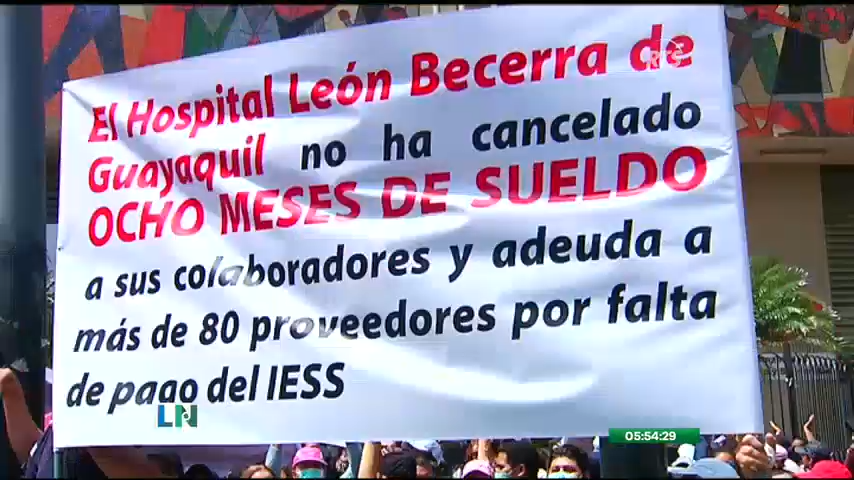 El Hospital León Becerra de
Guayaquil no ha cancelado
OCHO MESES DE SUELDO
a sus colaboradores y adeuda a
más de 80 proveedores por falta
de pago del IESS
LN
05:54:29